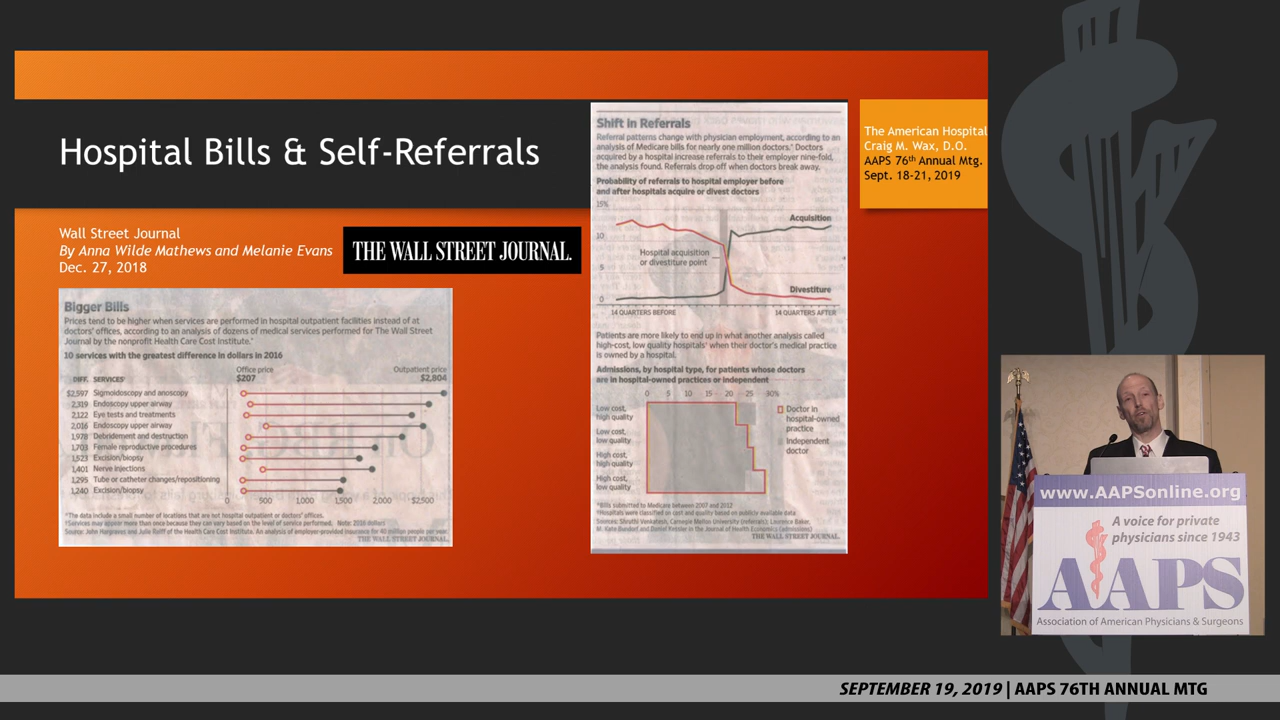 Hospital Bills & Self-Referrals
The American Hospital
Craig M. Wax, D.O.
AAPS 76th Annual Mtg.
Sept. 18-21, 2019
Wall Street Journal
By Anna Wilde Mathews and Melanie Evans
Dec. 27, 2018
THE WALL STREET JOURNAL.
Bigger Bills
Prices tend to be higher when services are performed in hospital outpatient facilities instead of at
doctors' offices, according to an analysis of dozens of medical services performed for The Wall Street
Journal by the nonprofit Health Care Cost Institute.*
10 services with the greatest difference in dollars in 2016
Office price
$207
Outpatient price
$2,804
DIFF. SERVICES
$2,597 Sigmoidoscopy and anoscopy
2,319 Endoscopy upper airway
2,122 Eye tests and treatments
2,016 Endoscopy upper airway
1,978 Debridement and destruction
1,703 Female reproductive procedures
1,523 Excision/biopsy
1,401 Nerve injections
1,295 Tube or catheter changes/repositioning
1,240 Excision/biopsy
0 500 1,000 1,500 2,000 $2,500
*The data include a small number of locations that are not hospital outpatient or doctors' offices.
Services may appear more than once because they can vary based on the level of service performed. Note: 2016 dollars
Source: John Hargraves and Julie Reiff of the Health Care Cost Institute. An analysis of employer-provided insurance for 40 million people per year
THE WALL STREET JOURNAL.
Shift in Referrals
Referral patterns change with physician employment, according to an
analysis of Medicare bills for nearly one million doctors.* Doctors
acquired by a hospital increase referrals to their employer nine-fold,
the analysis found. Referrals drop off when doctors break away.
Probability of referrals to hospital employer before
and after hospitals acquire or divest doctors
15%
10
5
0
Acquisition
Hospital acquisition
or divestiture point
Divestiture
14 QUARTERS BEFORE
14 QUARTERS AFTER
Patients are more likely to end up in what another analysis called
high-cost, low quality hospitals when their doctor's medical practice
is owned by a hospital.
Admissions, by hospital type, for patients whose doctors
are in hospital-owned practices or independent
0 5 10 15 20 25 30%
Low cost,
high quality
Low cost,
low quality
High cost,
high quality
High cost,
low quality
Doctor in
hospital-owned
practice
Independent
doctor
*Bills submitted to Medicare between 2007 and 2012
Hospitals were classified on cost and quality based on publicly available data
Sources: Shruthi Venkatesh, Carnegie Mellon University (referrals); Laurence Baker,
M. Kate Bundorf and Daniel Kessler in the Journal of Health Economics (admissions)
THE WALL STREET JOURNAL.
www.AAPSonline.org
A voice for private
physicians since 1943
AAPS
Association of American Physicians & Surgeons
SEPTEMBER 19, 2019 | AAPS 76TH ANNUAL MTG